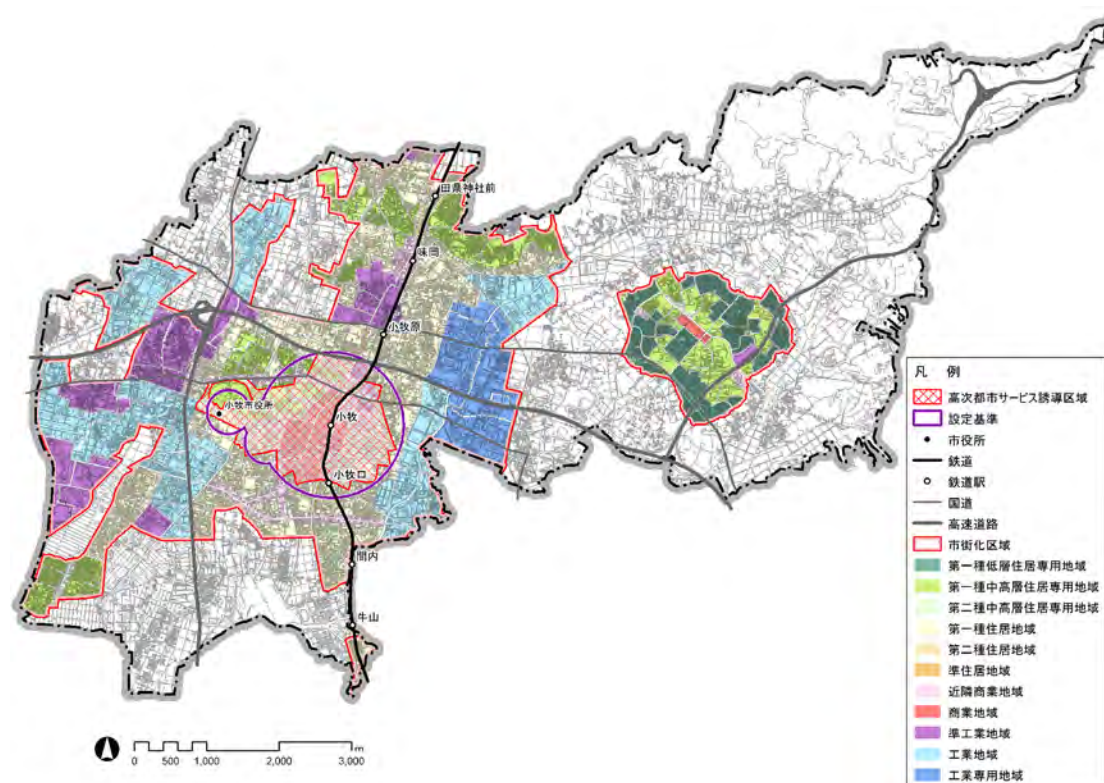 田県神社前
味岡
小牧原
小牧市役所
小牧
小牧口
間内
牛山
0 500 1,000 2,000 3,000
m
凡 例
高次都市サービス誘導区域
設定基準
市役所
鉄道
鉄道駅
国道
高速道路
市街化区域
第一種低層住居専用地域
第一種中高層住居専用地域
第二種中高層住居専用地域
第一種住居地域
第二種住居地域
準住居地域
近隣商業地域
商業地域
準工業地域
工業地域
工業専用地域